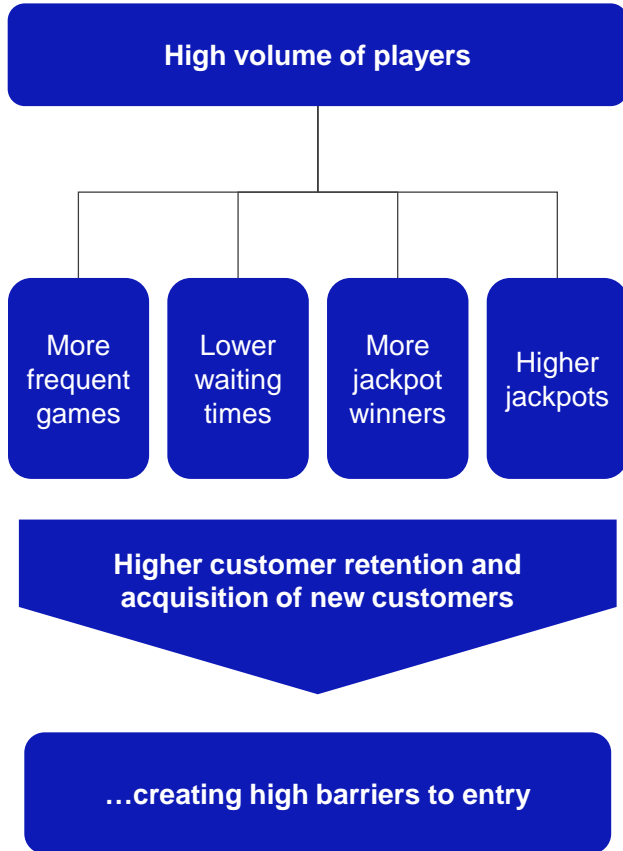 High volume of players
More
frequent
games
Lower
waiting
times
More
jackpot
winners
Higher
jackpots
Higher customer retention and
acquisition of new customers
…creating high barriers to entry